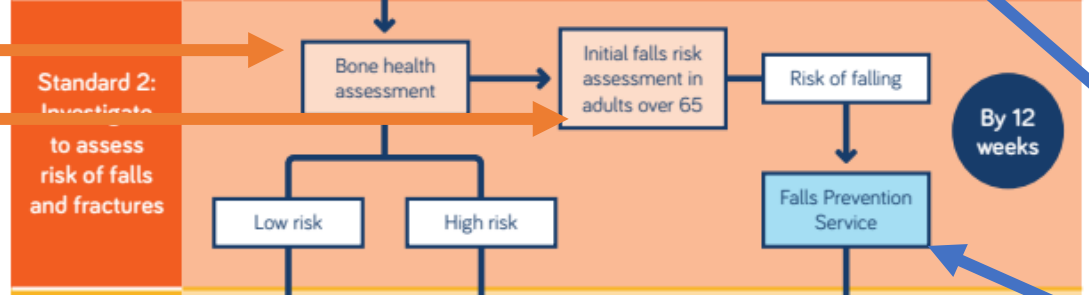 Standard 2:
Investigate
to assess
risk of falls
and fractures
Bone health
assessment
Initial falls risk
assessment in
adults over 65
Risk of falling
By 12
weeks
Low risk
High risk
Falls Prevention
Service